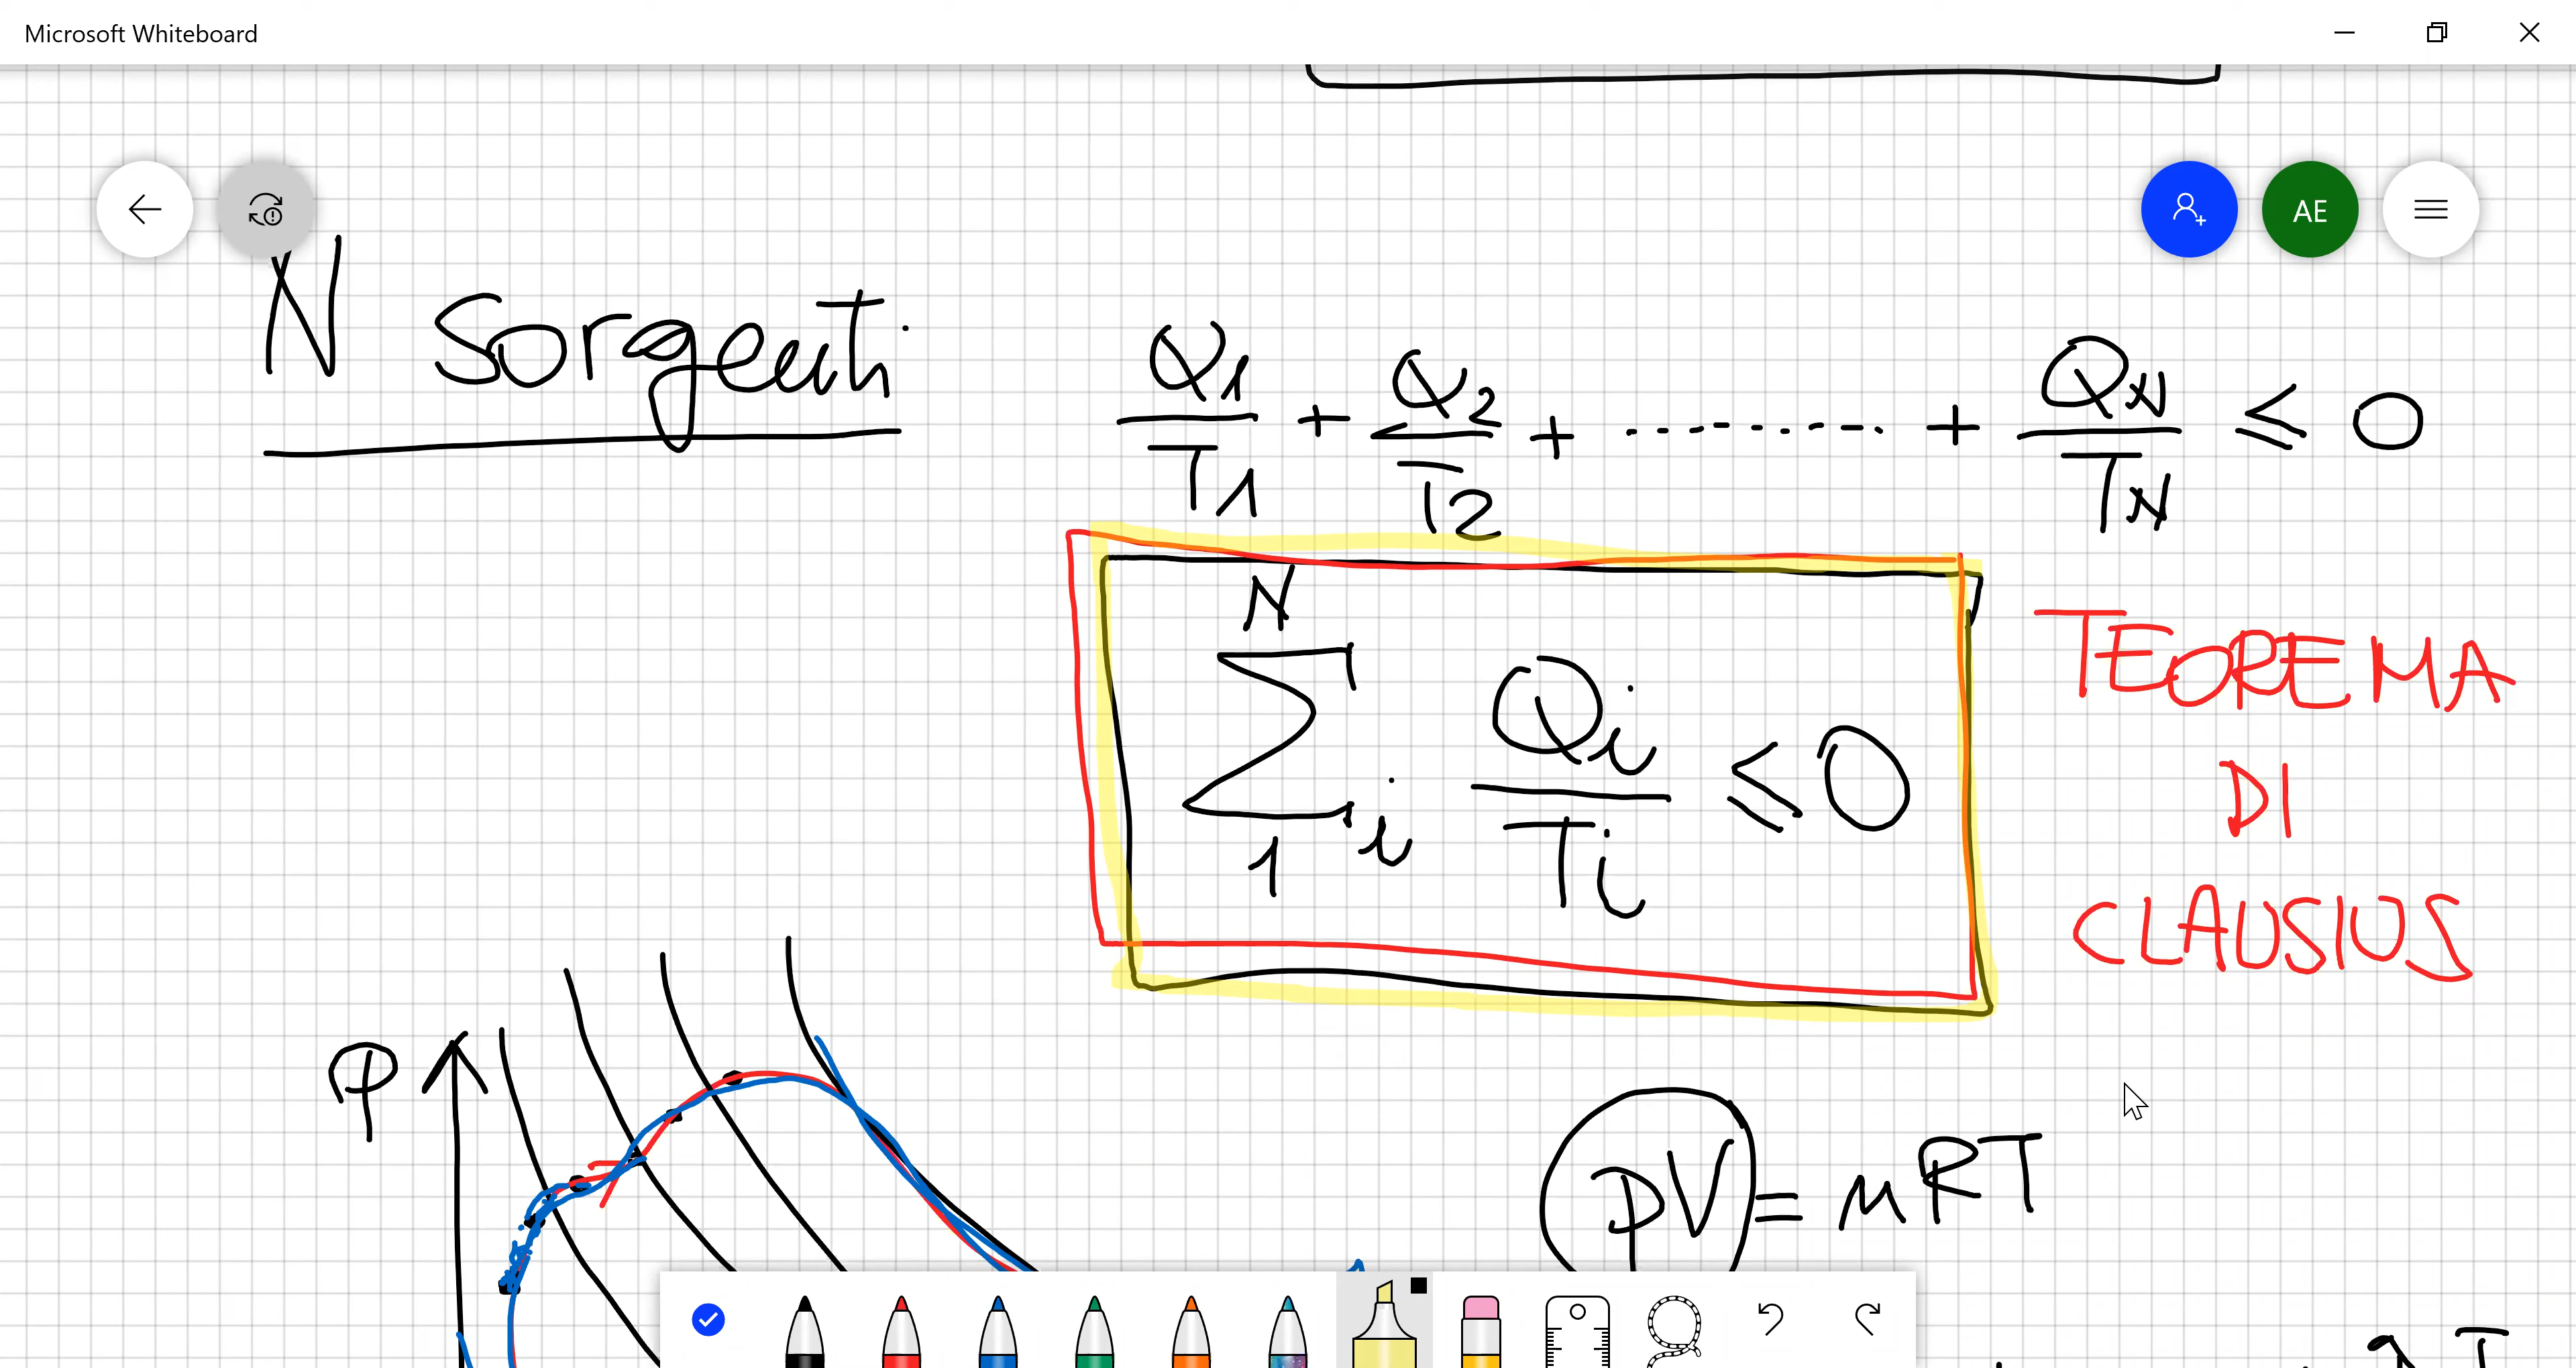 Microsoft Whiteboard
AE
N Sorgenti
Q1/T1 + Q2/T2 + ............ + QN/TN ≤ 0
N
Σi Qi/Ti ≤ 0
1
TEOREMA
DI
CLAUSIUS
P
pV = nRT